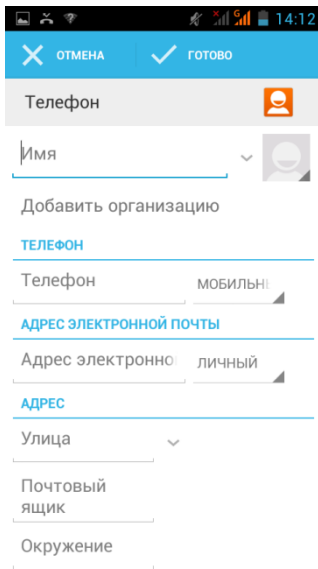 14:12
ОТМЕНА ГОТОВО
Телефон
Имя
Добавить организацию
ТЕЛЕФОН
Телефон МОБИЛЬНЫ
АДРЕС ЭЛЕКТРОННОЙ ПОЧТЫ
Адрес электронно ЛИЧНЫЙ
АДРЕС
Улица
Почтовый
ящик
Окружение